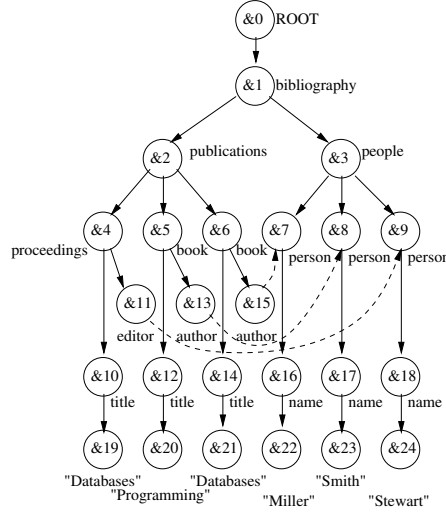 &0 ROOT
&1 bibliography
&2 publications &3 people
&4 &5 &6 &7 &8 &9
proceedings book book person person person
&11 &13 &15
editor author author
&10 &12 &14 &16 &17 &18
title title title name name name
&19 &20 &21 &22 &23 &24
"Databases" "Databases" "Smith"
"Programming" "Miller" "Stewart"